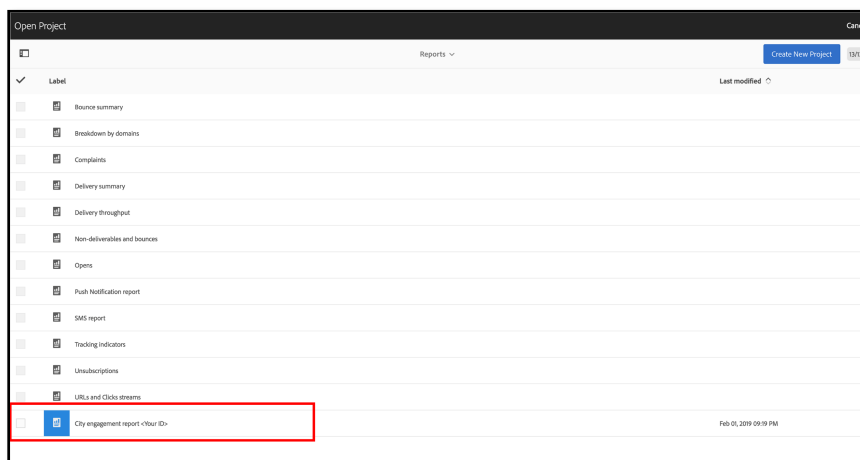 Open Project
Reports
Create New Project
Label
Last modified
Bounce summary
Breakdown by domains
Complaints
Delivery summary
Delivery throughput
Non-deliverables and bounces
Opens
Push Notification report
SMS report
Tracking indicators
Unsubscriptions
URLs and Clicks streams
City engagement report <Your ID>
Feb 01, 2019 09:19 PM